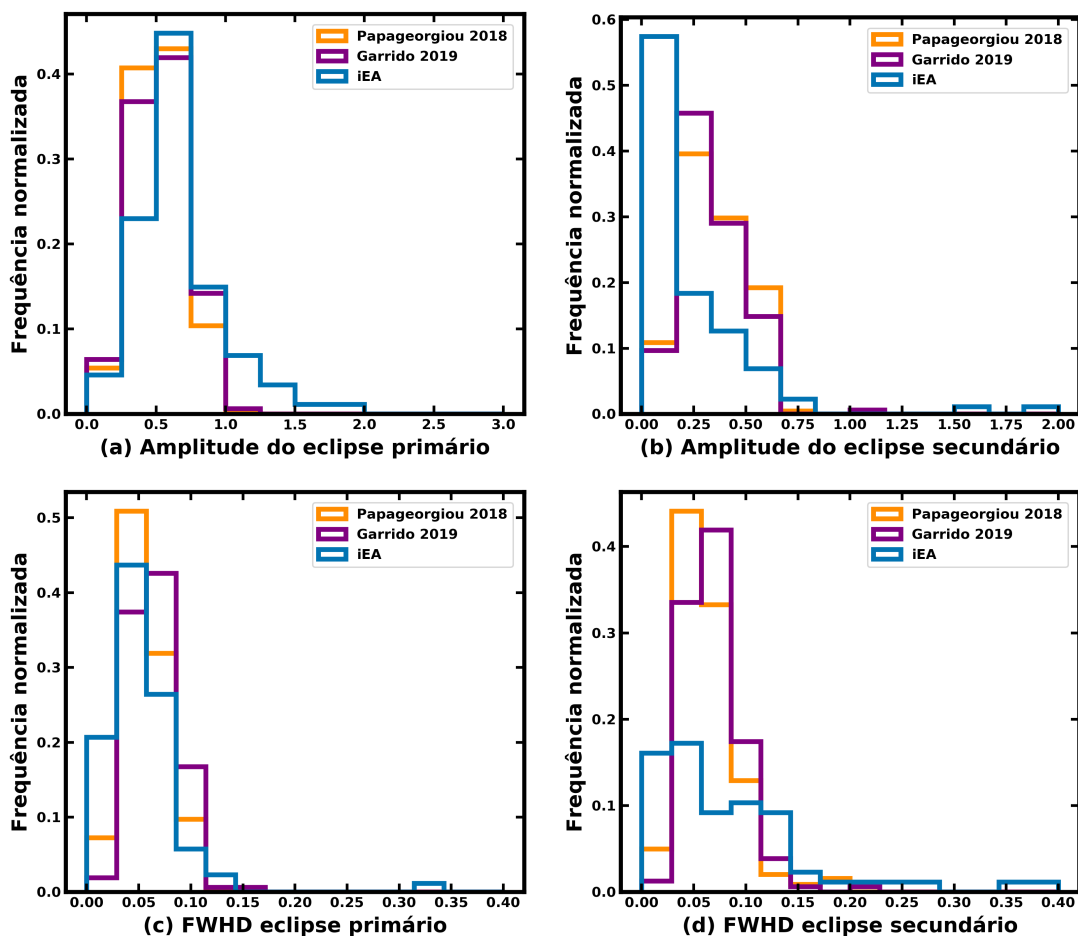 Frequência normalizada
0.4
0.3
0.2
0.1
0.0
Papageorgiou 2018
Garrido 2019
iEA
0.0 0.5 1.0 1.5 2.0 2.5 3.0
(a) Amplitude do eclipse primário
Frequência normalizada
0.6
0.5
0.4
0.3
0.2
0.1
0.0
Papageorgiou 2018
Garrido 2019
iEA
0.00 0.25 0.50 0.75 1.00 1.25 1.50 1.75 2.00
(b) Amplitude do eclipse secundário
Frequência normalizada
0.5
0.4
0.3
0.2
0.1
0.0
Papageorgiou 2018
Garrido 2019
iEA
0.00 0.05 0.10 0.15 0.20 0.25 0.30 0.35 0.40
(c) FWHD eclipse primário
Frequência normalizada
0.4
0.3
0.2
0.1
0.0
Papageorgiou 2018
Garrido 2019
iEA
0.00 0.05 0.10 0.15 0.20 0.25 0.30 0.35 0.40
(d) FWHD eclipse secundário